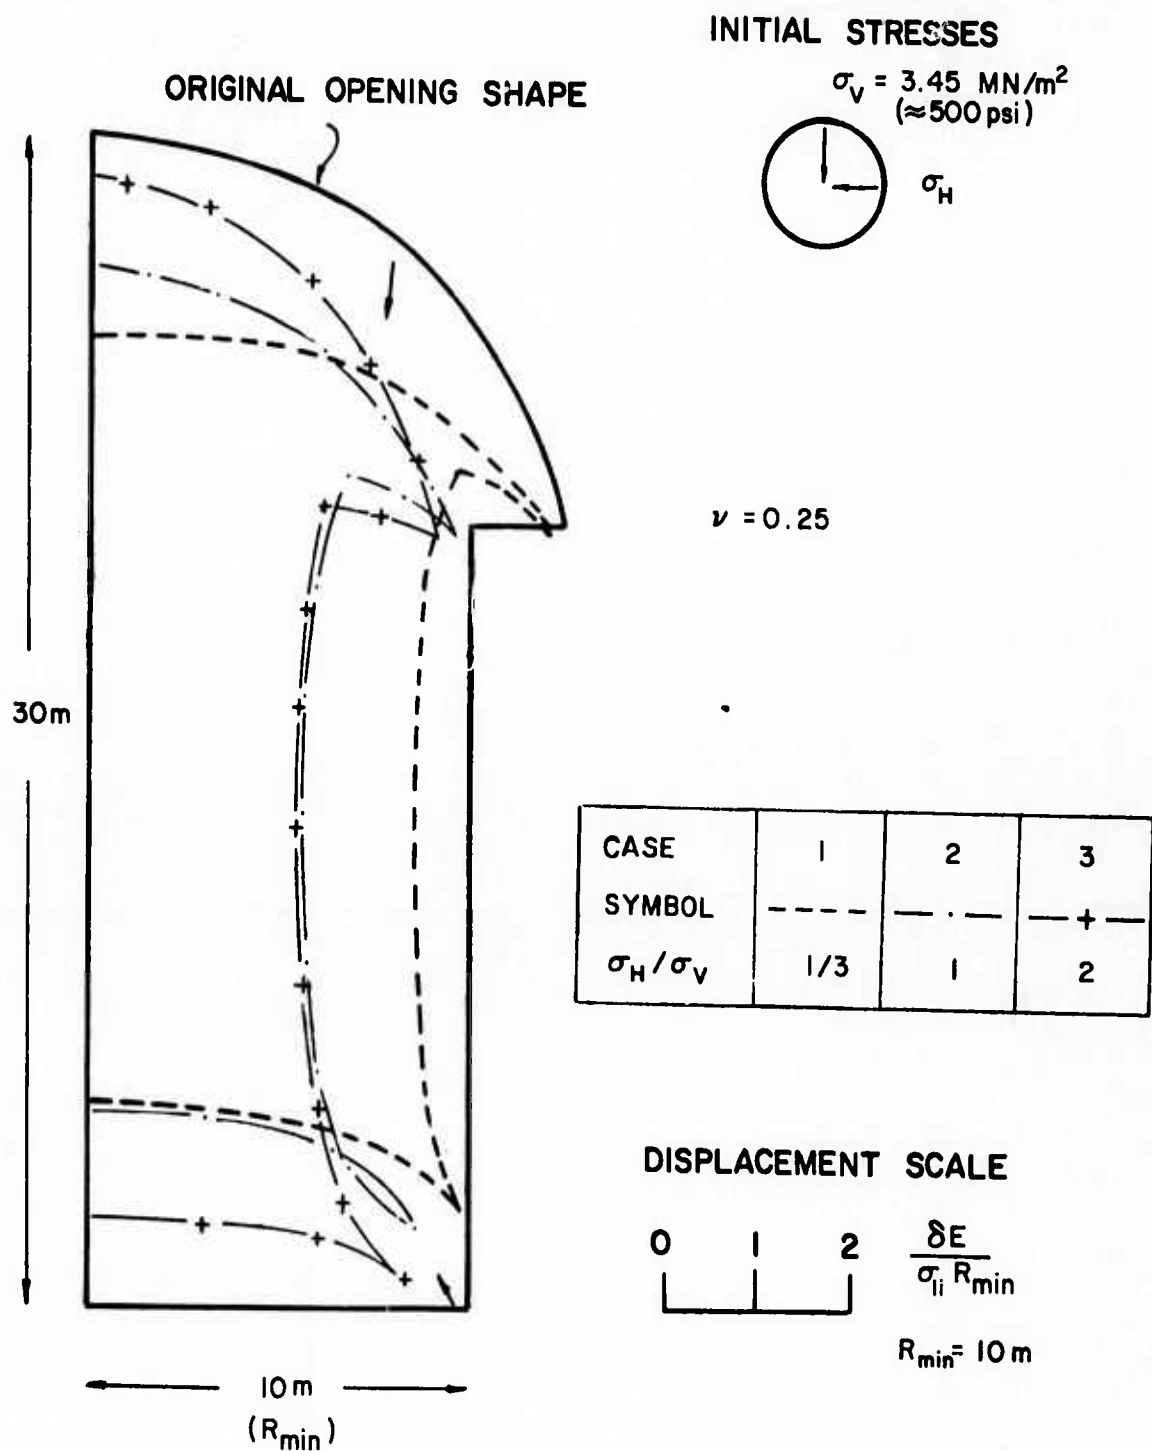 INITIAL STRESSES
σV = 3.45 MN/m²
(≈500 psi)
ORIGINAL OPENING SHAPE
σH
ν = 0.25
30m
CASE 1 2 3
SYMBOL
σH/σV 1/3 1 2
DISPLACEMENT SCALE
0 1 2 δE
σli Rmin
Rmin= 10 m
10m
(Rmin)